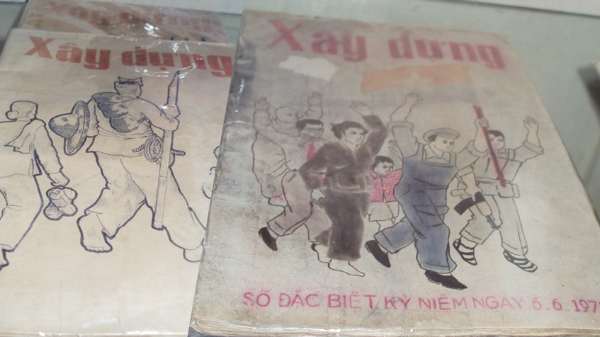 Xây dựng
Xây dựng
Xây dựng
SỐ ĐẶC BIỆT KỶ NIỆM NGÀY 6-6-197